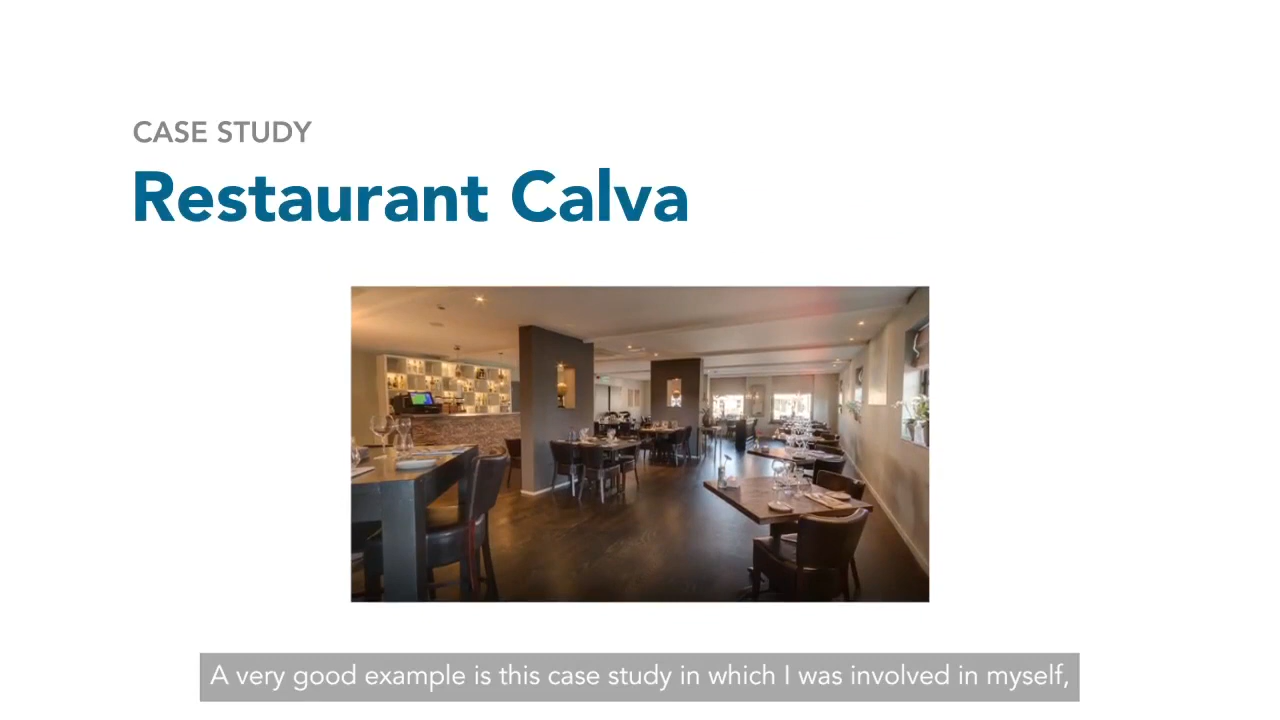 CASE STUDY
Restaurant Calva
A very good example is this case study in which I was involved in myself,